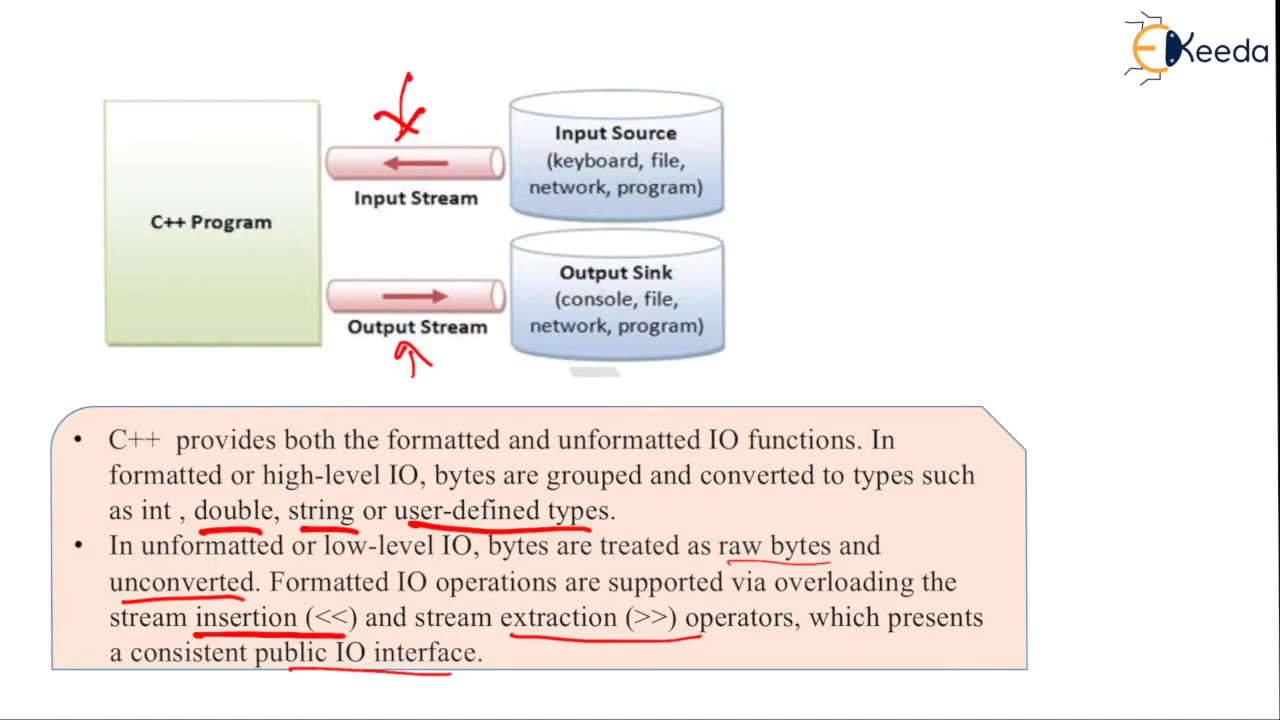 EKeeda
C++ Program
Input Stream
Output Stream
Input Source
(keyboard, file,
network, program)
Output Sink
(console, file,
network, program)
• C++ provides both the formatted and unformatted IO functions. In
formatted or high-level IO, bytes are grouped and converted to types such
as int , double, string or user-defined types.
• In unformatted or low-level IO, bytes are treated as raw bytes and
unconverted. Formatted IO operations are supported via overloading the
stream insertion (<<) and stream extraction (>>) operators, which presents
a consistent public IO interface.